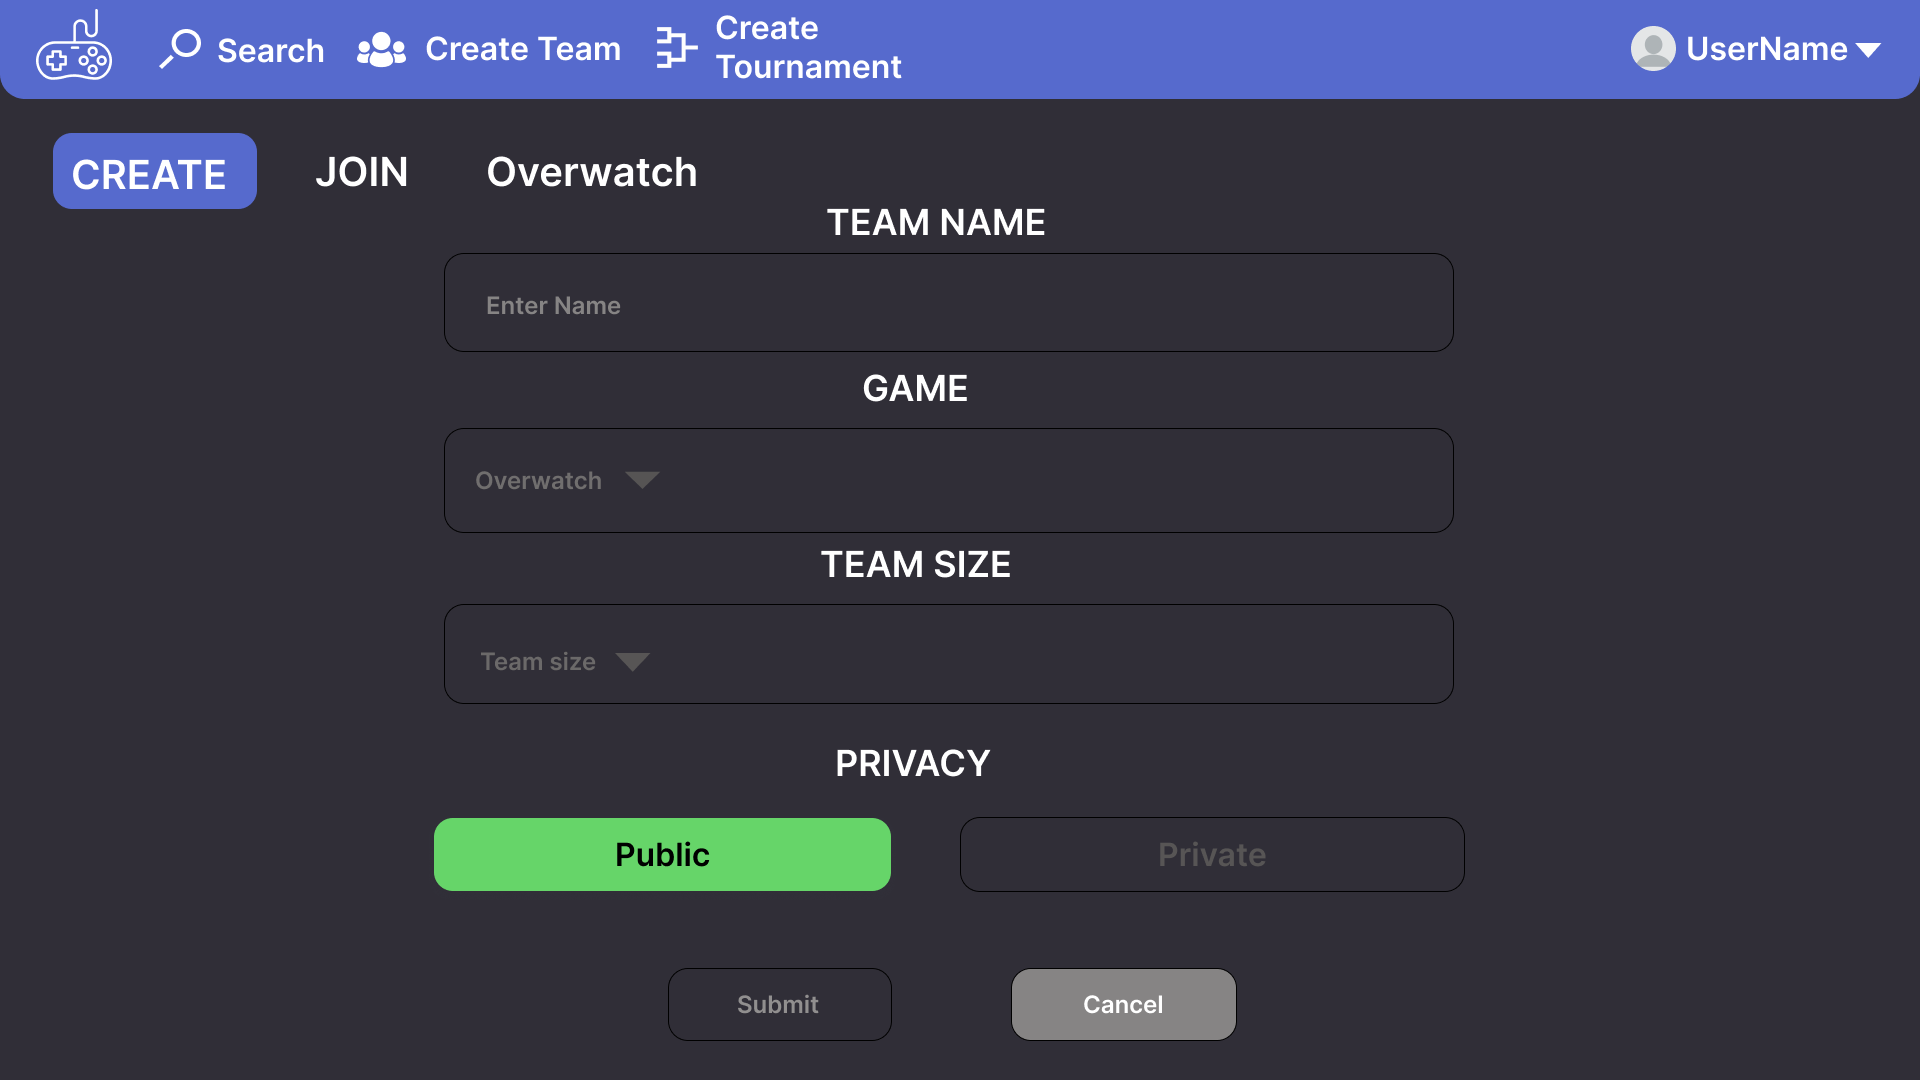 Search
Create Team
Create
Tournament
UserName
CREATE
JOIN
Overwatch
TEAM NAME
Enter Name
GAME
Overwatch
TEAM SIZE
Team size
PRIVACY
Public
Private
Submit
Cancel